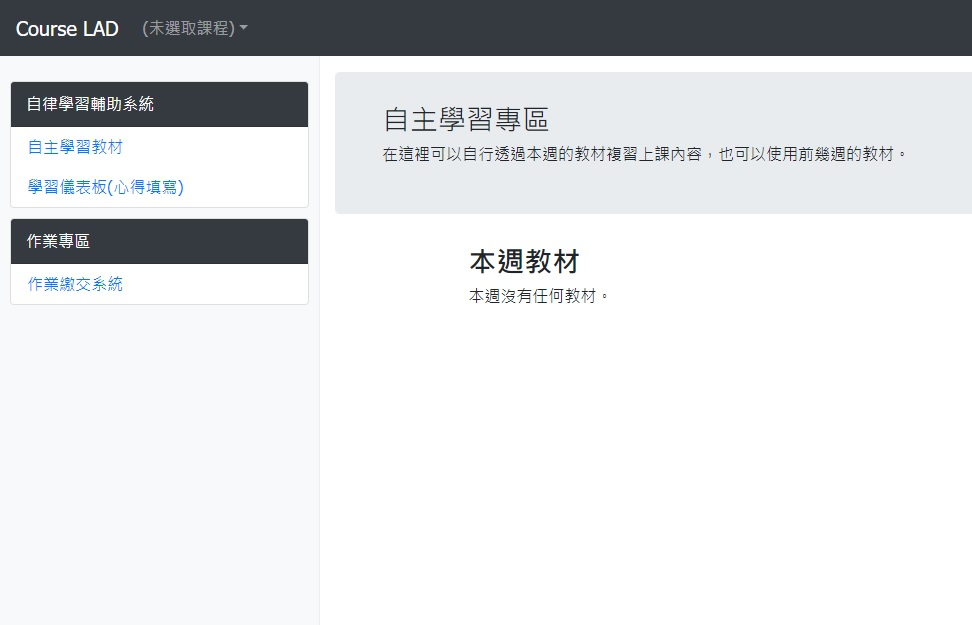 Course LAD (未選取課程)
自律學習輔助系統
自主學習教材
學習儀表板(心得填寫)
作業專區
作業繳交系統
自主學習專區
在這裡可以自行透過本週的教材複習上課內容，也可以使用前幾週的教材。
本週教材
本週沒有任何教材。